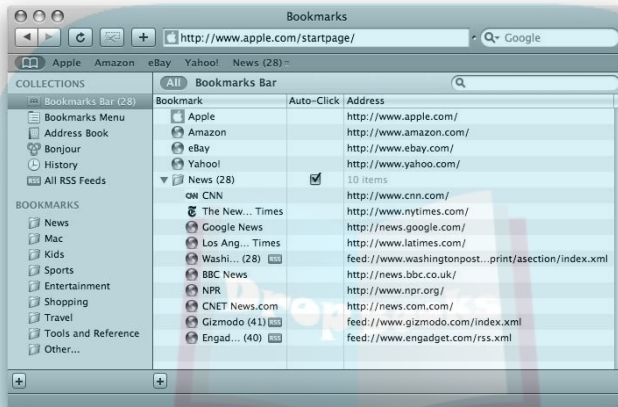 Bookmarks
http://www.apple.com/startpage/ Google
Apple Amazon eBay Yahoo! News (28)
COLLECTIONS All Bookmarks Bar
Bookmarks Bar (28) Bookmark Auto-Click Address
Bookmarks Menu Apple http://www.apple.com/
Address Book Amazon http://www.amazon.com/
Bonjour eBay http://www.ebay.com/
History Yahoo! http://www.yahoo.com/
RSS All RSS Feeds News (28) 10 items
CNN CNN http://www.cnn.com/
BOOKMARKS The New... Times http://www.nytimes.com/
News Google News http://news.google.com/
Mac Los Ang... Times http://www.latimes.com/
Kids Washi... (28) RSS feed://www.washingtonpost...print/asection/index.xml
Sports BBC News http://news.bbc.co.uk/
Entertainment NPR http://www.npr.org/
Shopping CNET News.com http://news.com.com/
Travel Gizmodo (41) RSS feed://www.gizmodo.com/index.xml
Tools and Reference Engad... (40) RSS feed://www.engadget.com/rss.xml
Other...